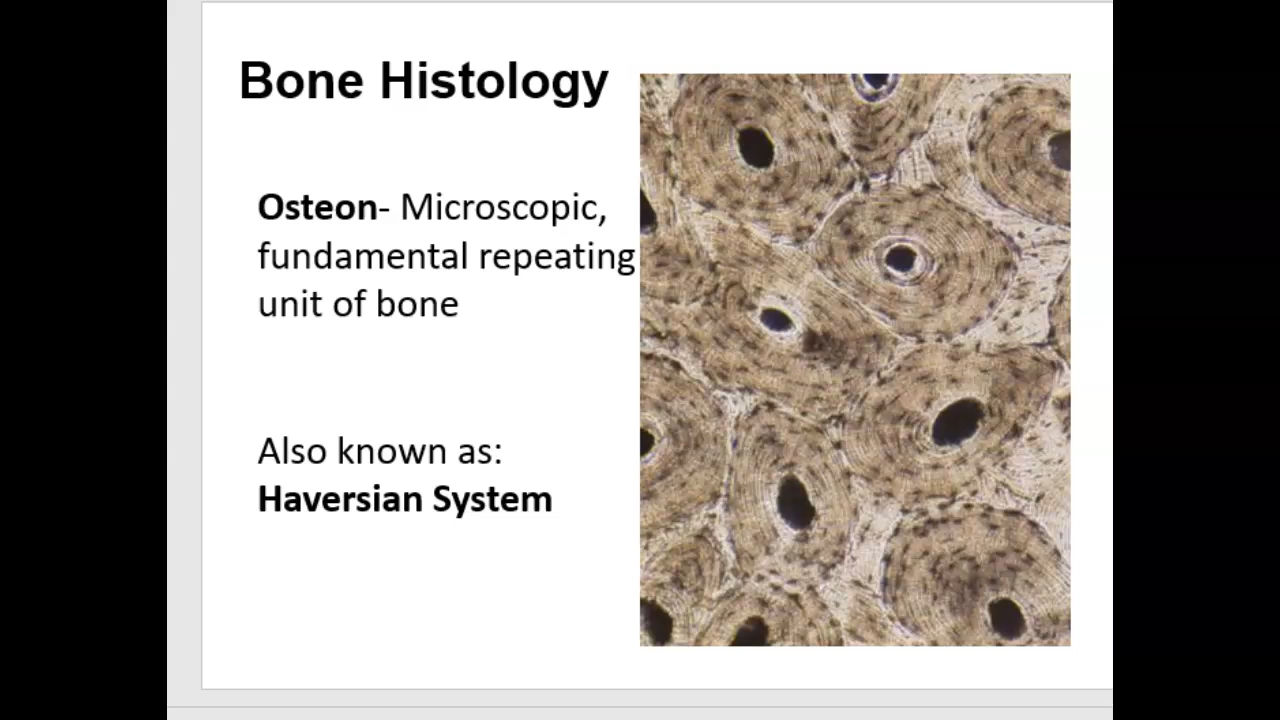 Bone Histology
Osteon- Microscopic,
fundamental repeating
unit of bone
Also known as:
Haversian System